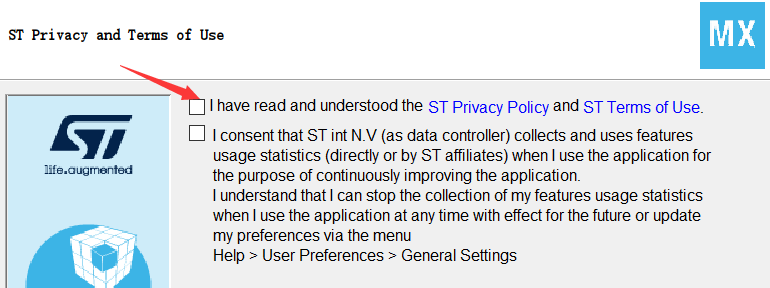 ST Privacy and Terms of Use
MX
I have read and understood the ST Privacy Policy and ST Terms of Use.
ST
life.augmented
I consent that ST int N.V (as data controller) collects and uses features
usage statistics (directly or by ST affiliates) when I use the application for
the purpose of continuously improving the application.
I understand that I can stop the collection of my features usage statistics
when I use the application at any time with effect for the future or update
my preferences via the menu
Help > User Preferences > General Settings